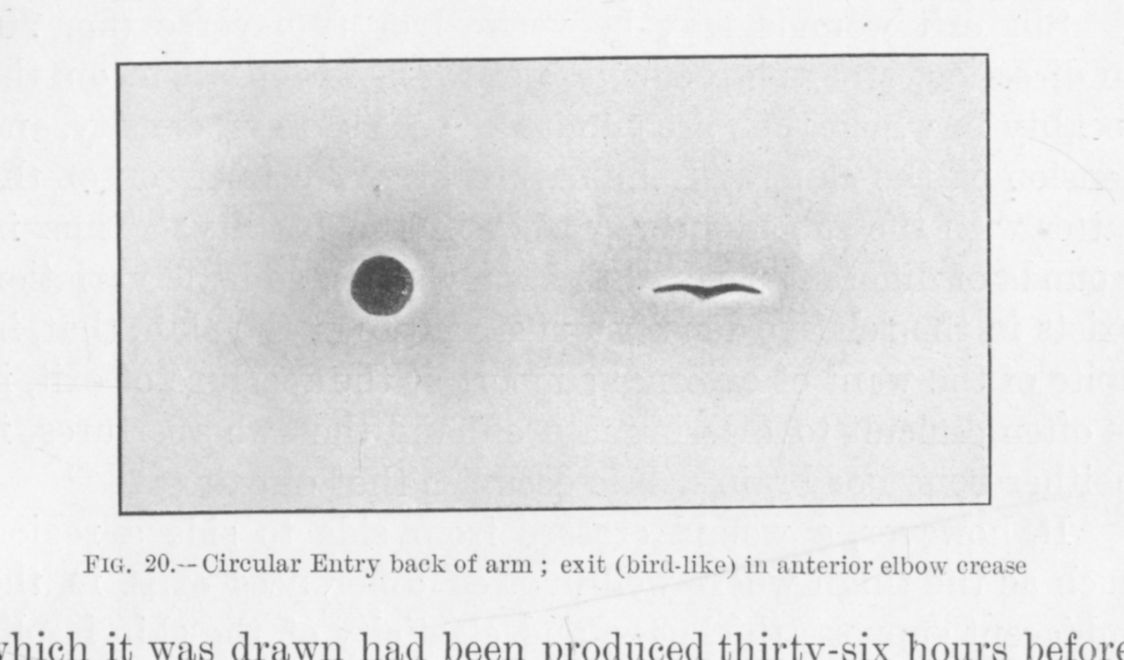 FIG. 20.—Circular Entry back of arm ; exit (bird-like) in anterior elbow crease
which it was drawn had been produced thirty-six hours before